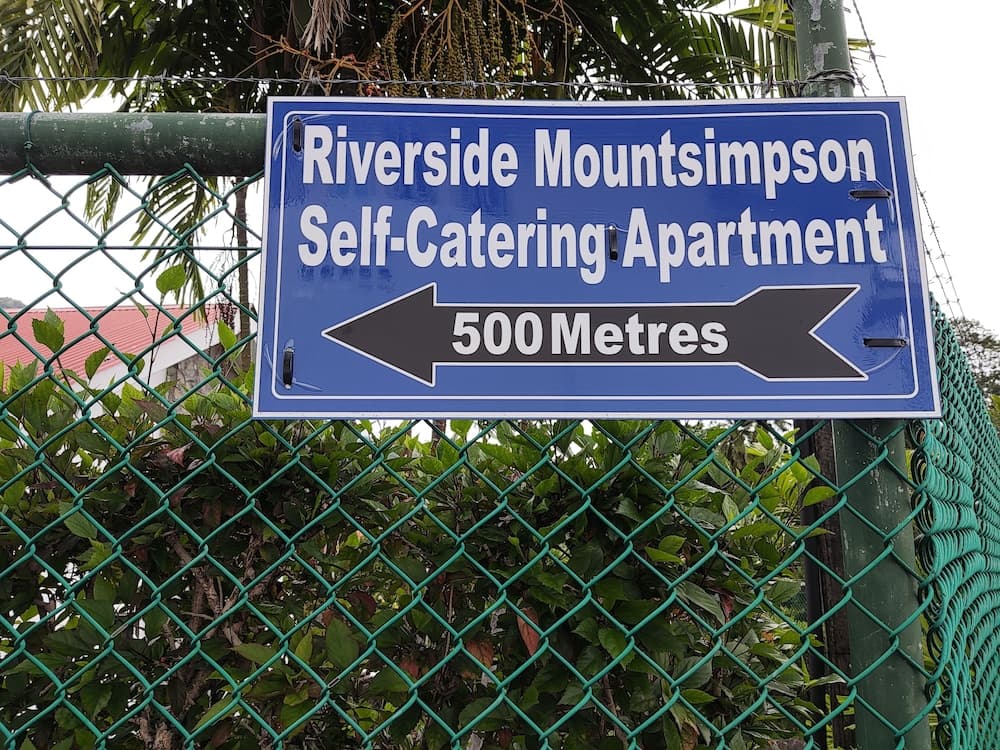 Riverside Mountsimpson
Self-Catering Apartment
500 Metres